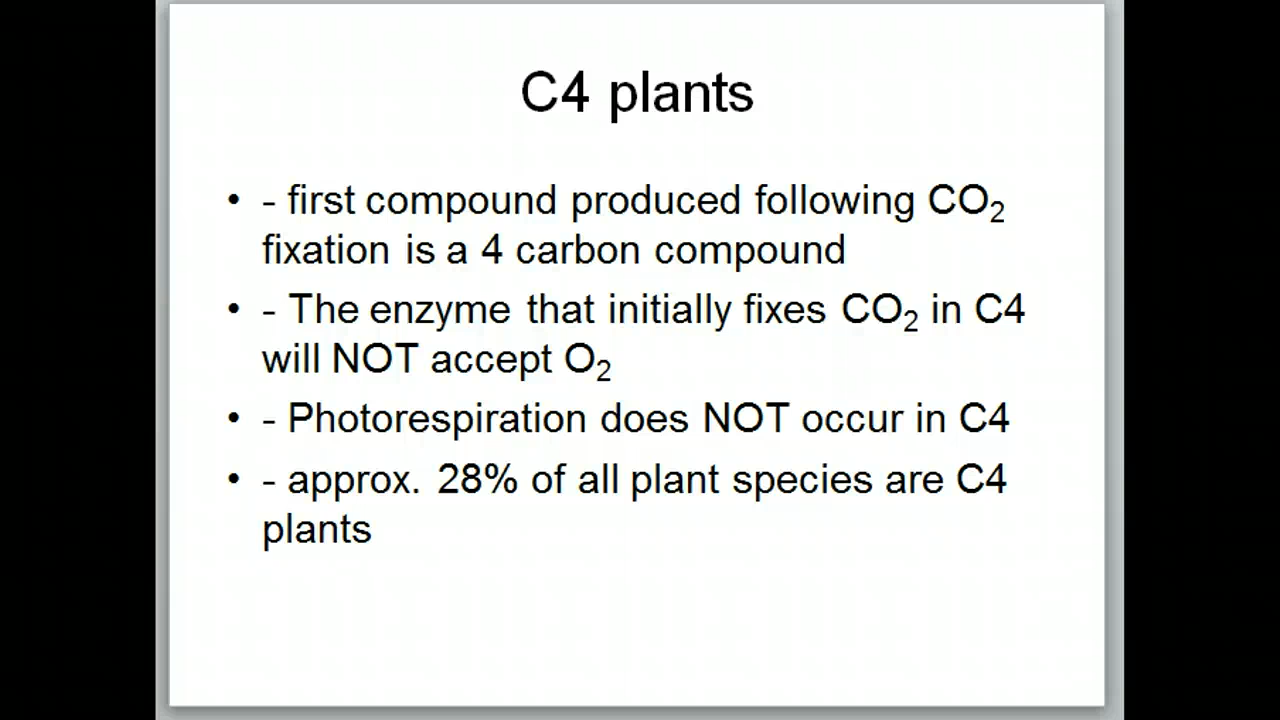 C4 plants
• - first compound produced following CO₂
fixation is a 4 carbon compound
• - The enzyme that initially fixes CO₂ in C4
will NOT accept O₂
• - Photorespiration does NOT occur in C4
• - approx. 28% of all plant species are C4
plants